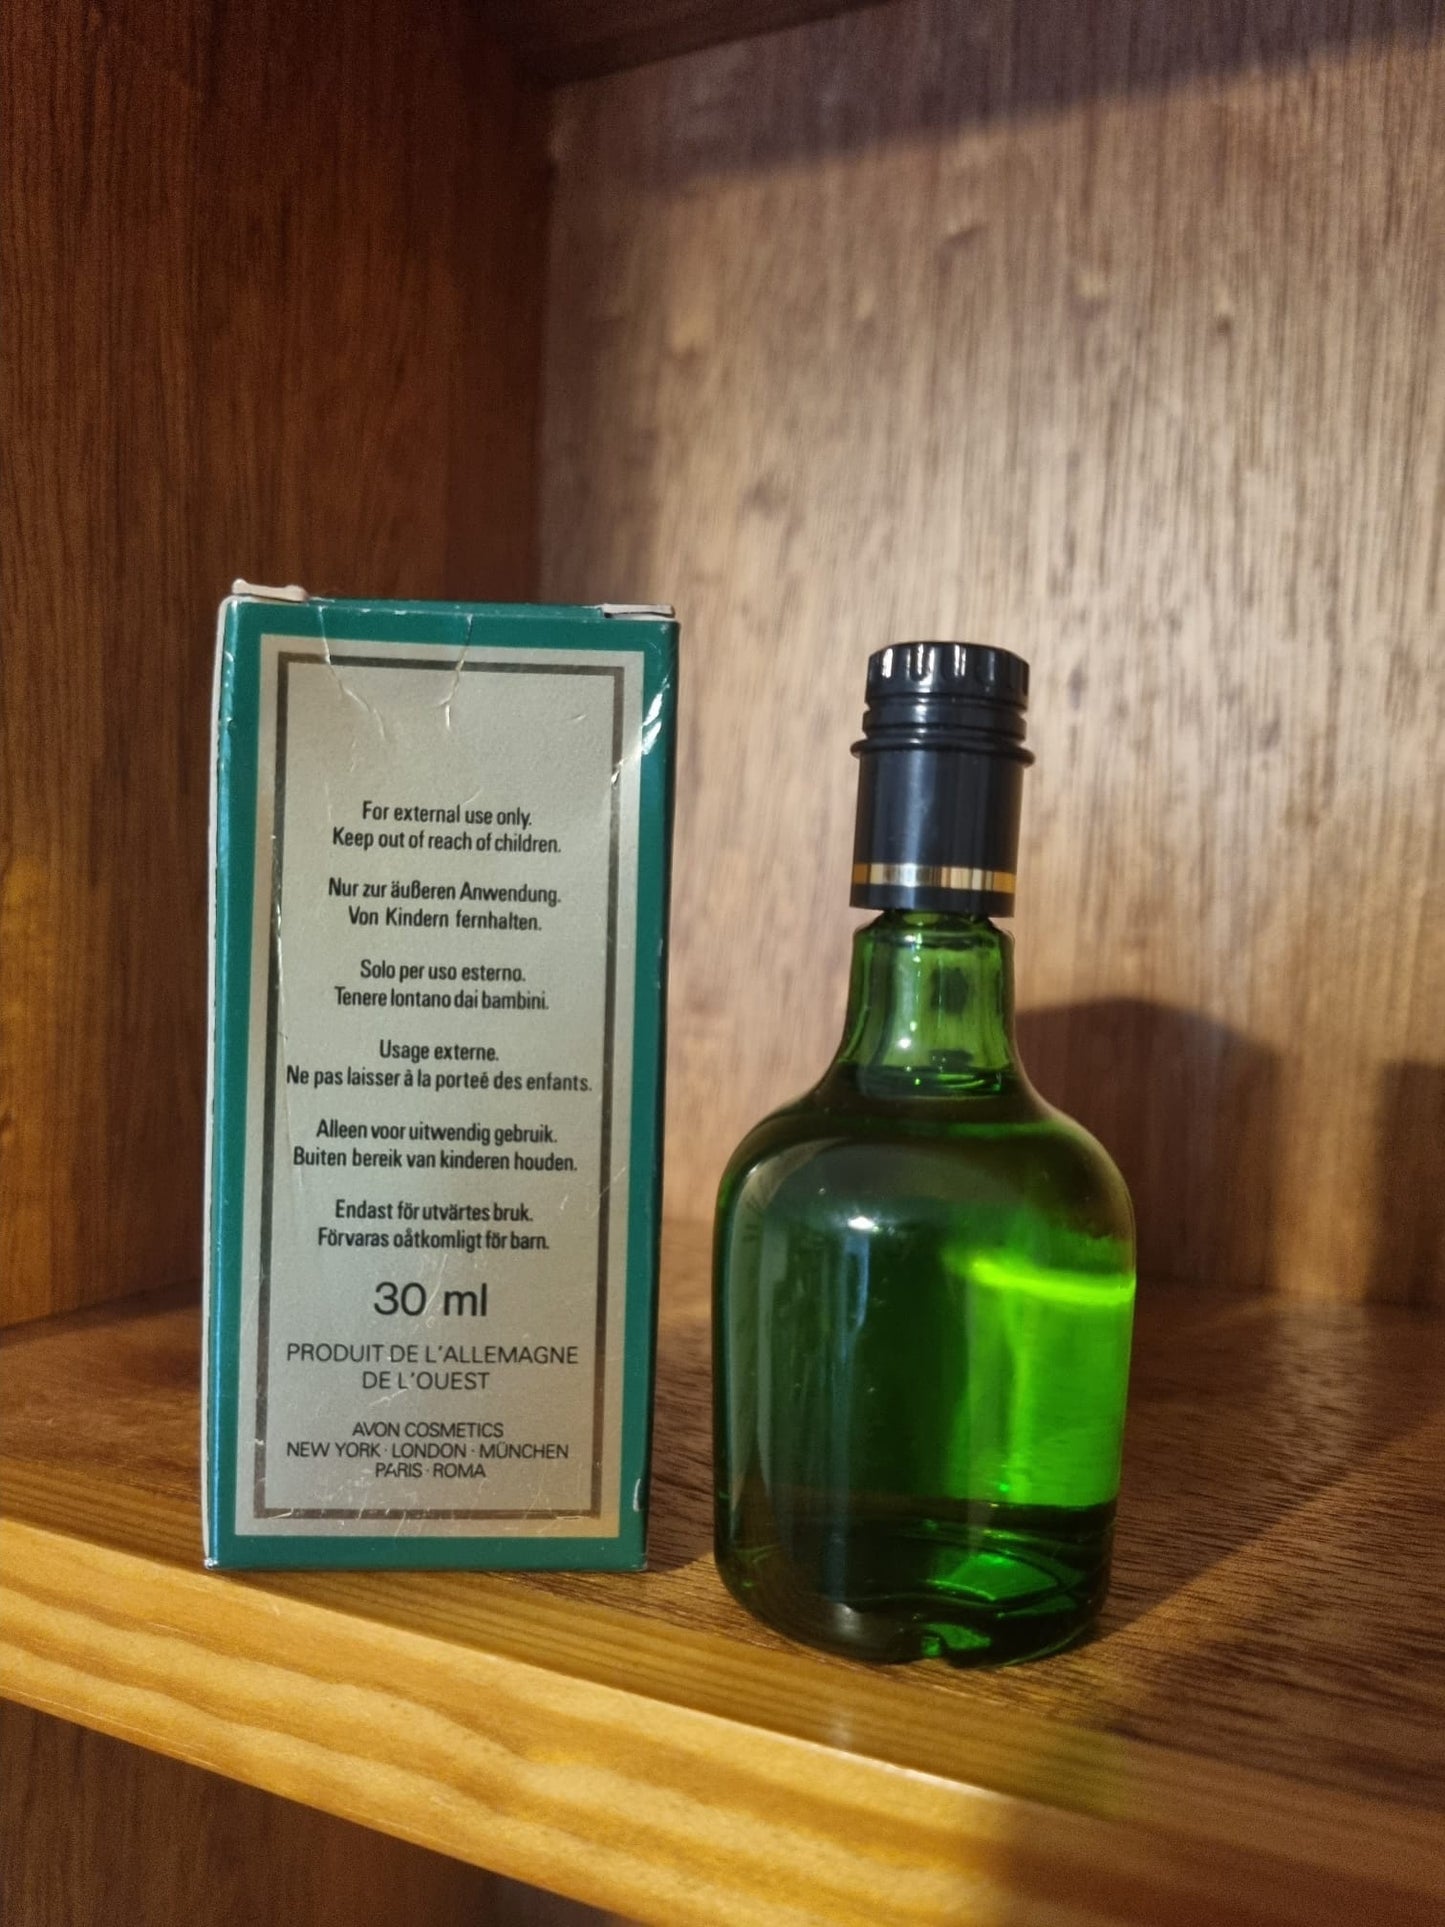 For external use only.
Keep out of reach of children.
Nur zur äußeren Anwendung.
Von Kindern fernhalten.
Solo per uso esterno.
Tenere lontano dai bambini.
Usage externe.
Ne pas laisser à la porteé des enfants.
Alleen voor uitwendig gebruik.
Buiten bereik van kinderen houden.
Endast för utvärtes bruk.
Förvaras oåtkomligt för barn.
30 ml
PRODUIT DE L'ALLEMAGNE
DE L'OUEST
AVON COSMETICS
NEW YORK · LONDON · MÜNCHEN
PARIS · ROMA